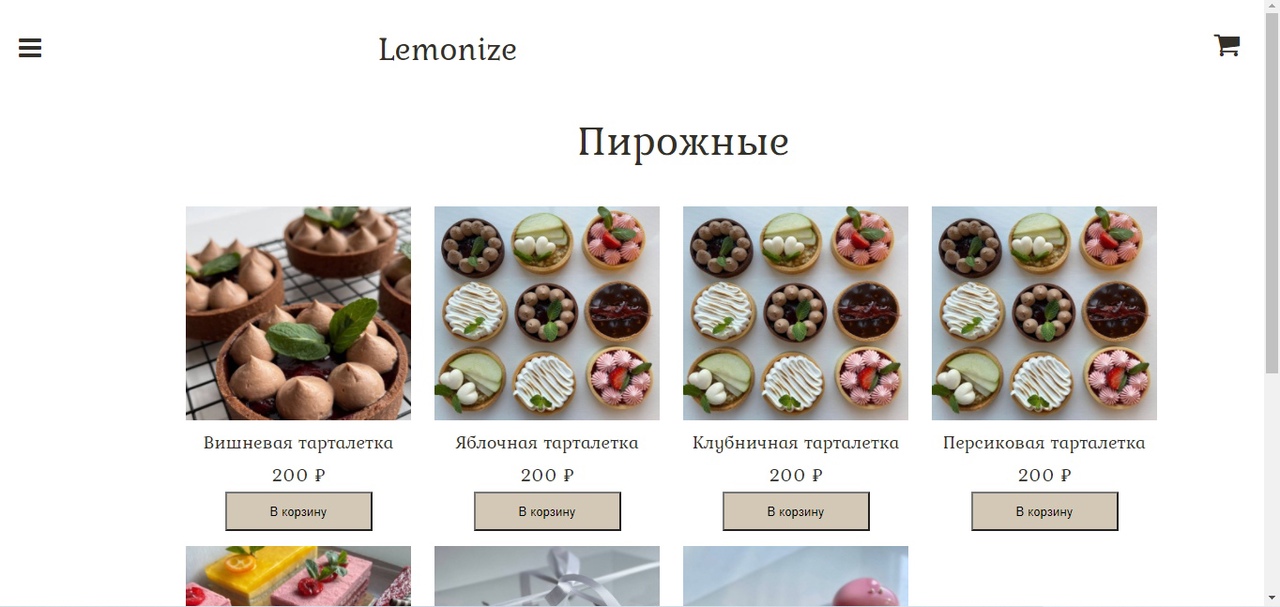 Lemonize
Пирожные
Вишневая тарталетка
200 ₽
В корзину
Яблочная тарталетка
200 ₽
В корзину
Клубничная тарталетка
200 ₽
В корзину
Персиковая тарталетка
200 ₽
В корзину